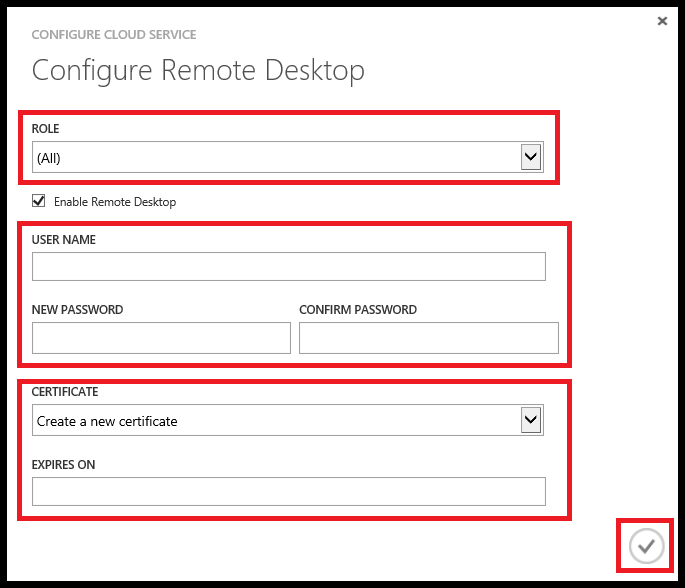 CONFIGURE CLOUD SERVICE
Configure Remote Desktop
ROLE
(All)
Enable Remote Desktop
USER NAME
NEW PASSWORD CONFIRM PASSWORD
CERTIFICATE
Create a new certificate
EXPIRES ON